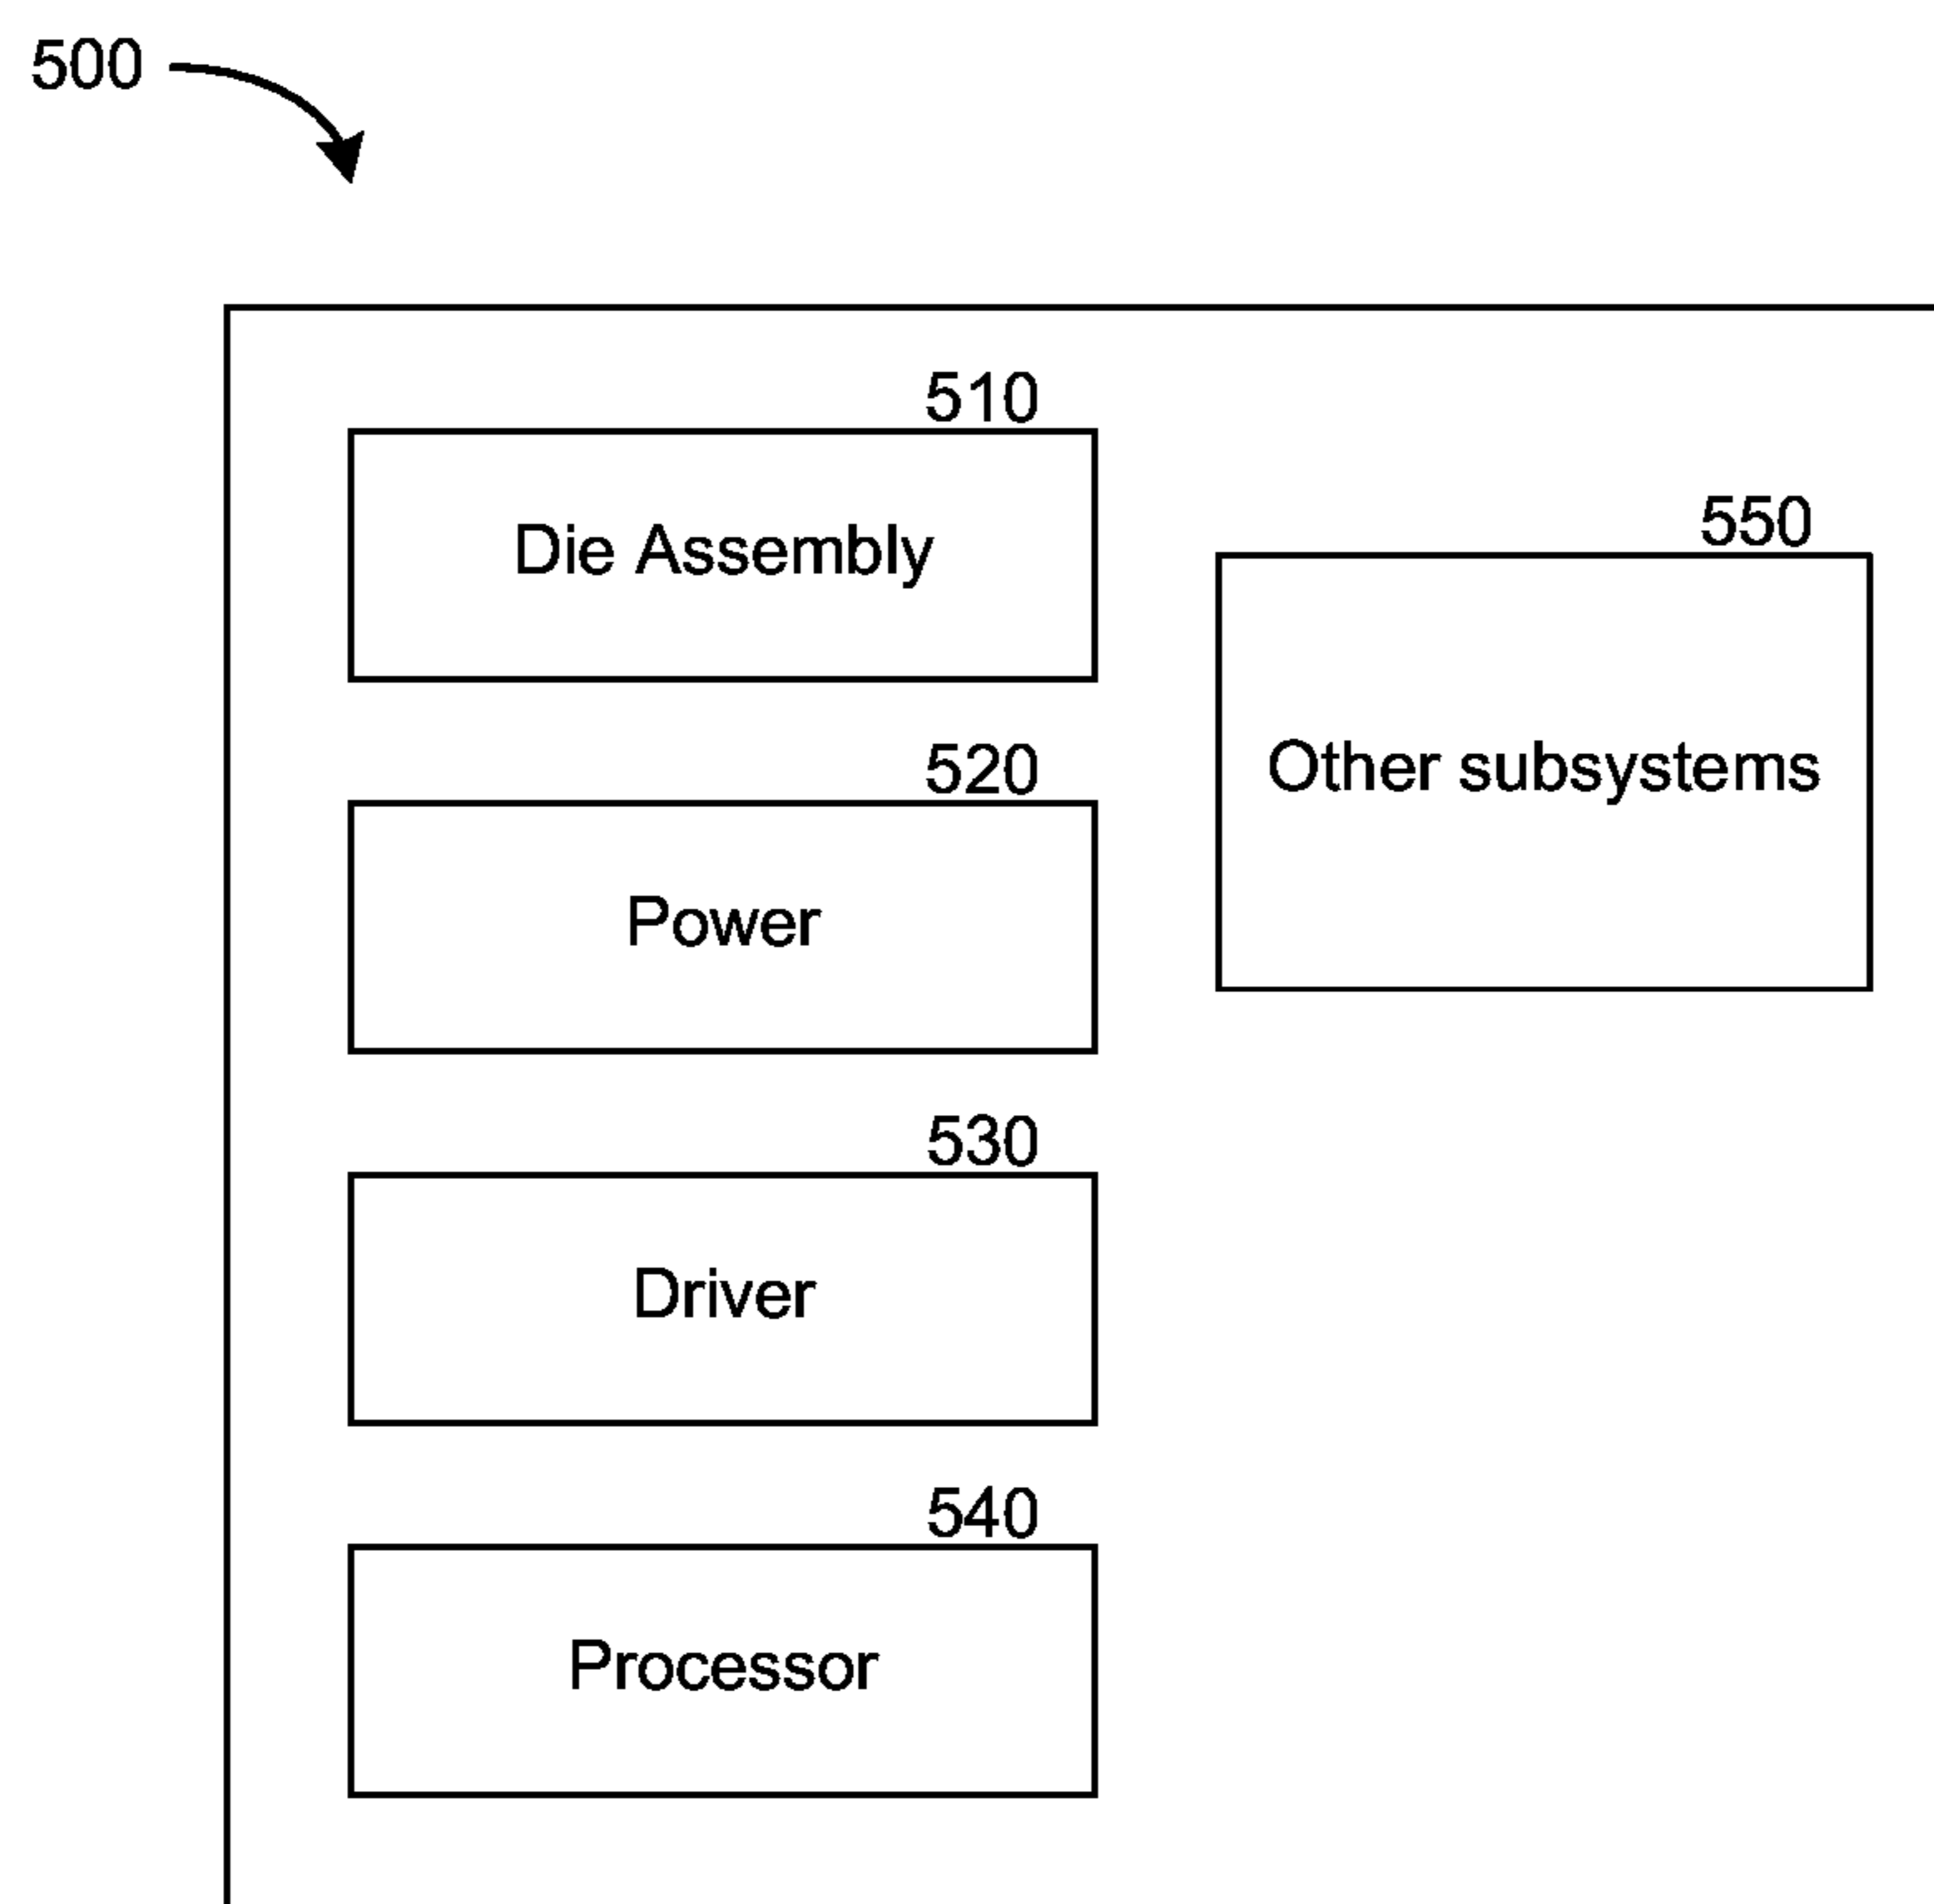 500
510
Die Assembly
550
Other subsystems
520
Power
530
Driver
540
Processor